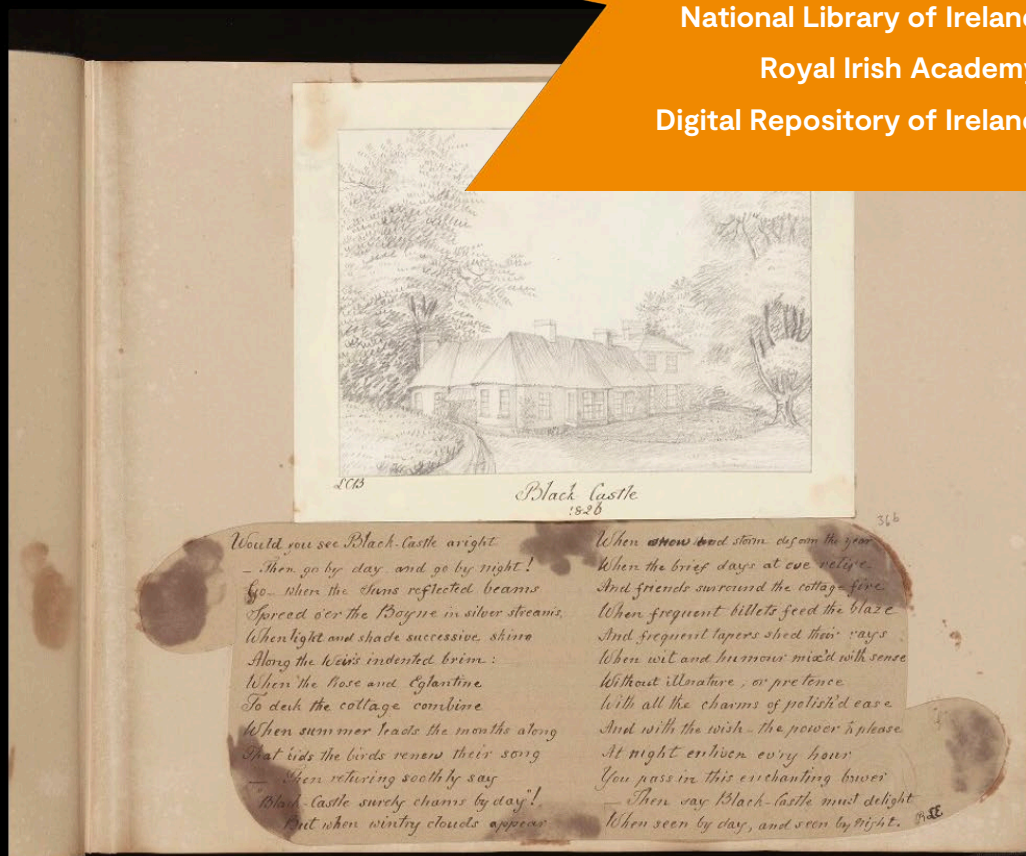 National Library of Ireland
Royal Irish Academy
Digital Repository of Ireland
LCB
Black Castle
1826
366
Would you see Black-Castle aright
– Then go by day and go by night!
Go – when the Suns reflected beams
Spread o'er the Boyne in silver streams,
When light and shade successive shine
Along the Weir's indented brim:
When the Rose and Eglantine
To deck the cottage combine
When summer leads the months along
That bids the birds renew their song
– Then returing soothly say
"Black-Castle surely chams by day"!
But when wintry clouds appear
When snow and storm deform the year
When the brief days at eve retire
And friends surround the cottage fire
When frequent billets feed the blaze
And frequent tapers shed their rays
When wit and humour mix'd with sense
Without illnature, or pretence
With all the charms of polish'd ease
And with the wish – the power to please
At night enliven ev'ry hour
You pass in this enchanting bower
– Then say Black-Castle must delight
When seen by day, and seen by Night.